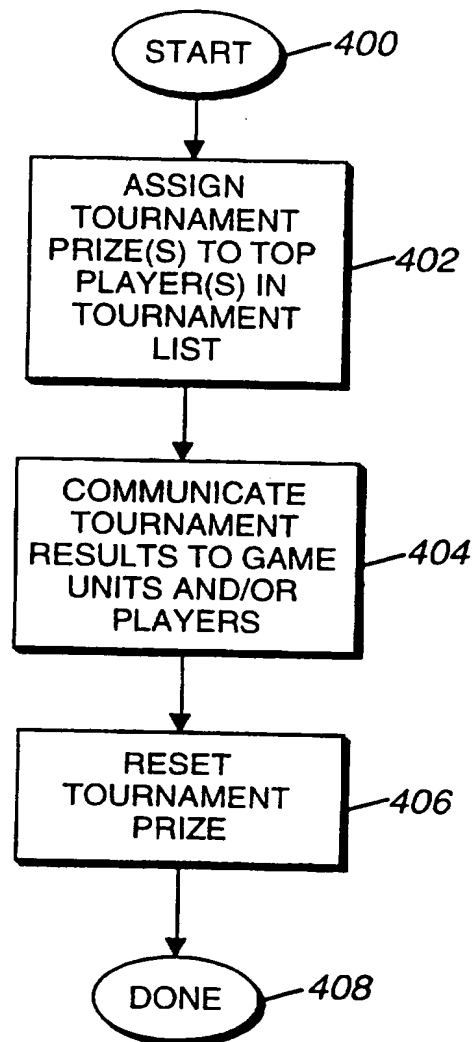 START
400
ASSIGN
TOURNAMENT
PRIZE(S) TO TOP
PLAYER(S) IN
TOURNAMENT
LIST
402
COMMUNICATE
TOURNAMENT
RESULTS TO GAME
UNITS AND/OR
PLAYERS
404
RESET
TOURNAMENT
PRIZE
406
DONE
408